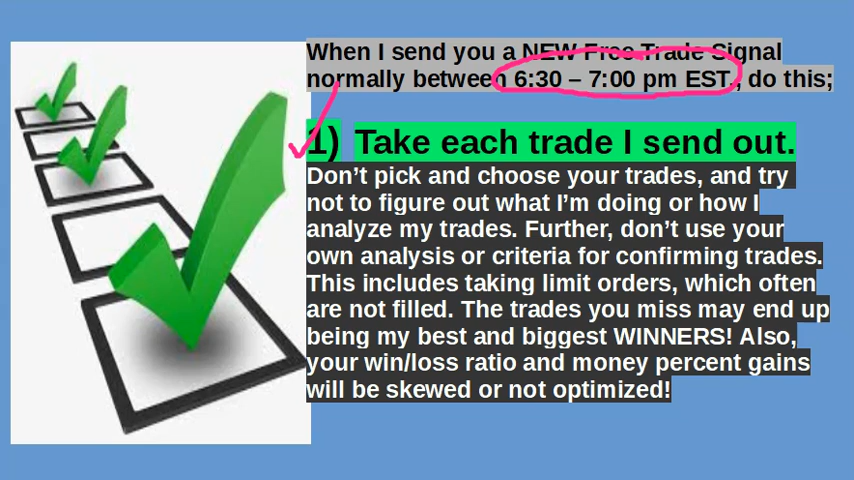 When I send you a NEW Free Trade Signal
normally between 6:30 – 7:00 pm EST., do this;
1) Take each trade I send out.
Don't pick and choose your trades, and try
not to figure out what I'm doing or how I
analyze my trades. Further, don't use your
own analysis or criteria for confirming trades.
This includes taking limit orders, which often
are not filled. The trades you miss may end up
being my best and biggest WINNERS! Also,
your win/loss ratio and money percent gains
will be skewed or not optimized!